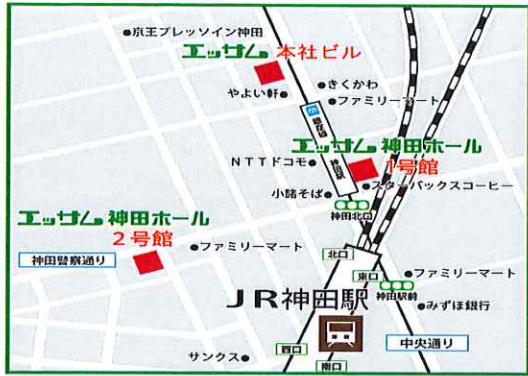 京王プレッソイン神田
エッサム 本社ビル
きくかわ
やよい軒
ファミリーマート
銀座線
神田駅
エッサム 神田ホール
1号館
NTTドコモ
スターバックスコーヒー
小諸そば
神田北口
エッサム 神田ホール
2号館
ファミリーマート
神田警察通り
北口
東口
ファミリーマート
神田駅前
JR神田駅
みずほ銀行
中央通り
サンクス
西口
南口